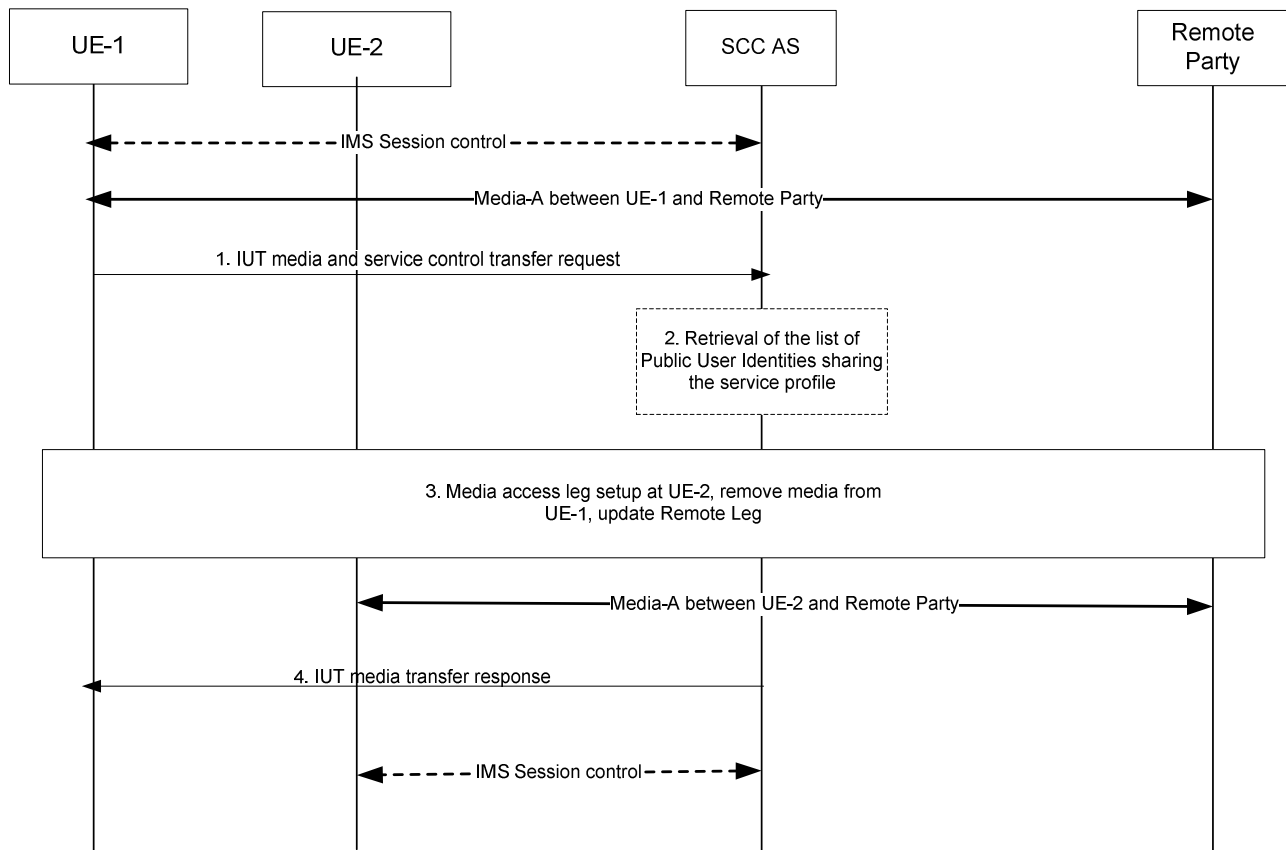 UE-1
UE-2
SCC AS
Remote
Party
IMS Session control
Media-A between UE-1 and Remote Party
1. IUT media and service control transfer request
2. Retrieval of the list of
Public User Identities sharing
the service profile
3. Media access leg setup at UE-2, remove media from
UE-1, update Remote Leg
Media-A between UE-2 and Remote Party
4. IUT media transfer response
IMS Session control